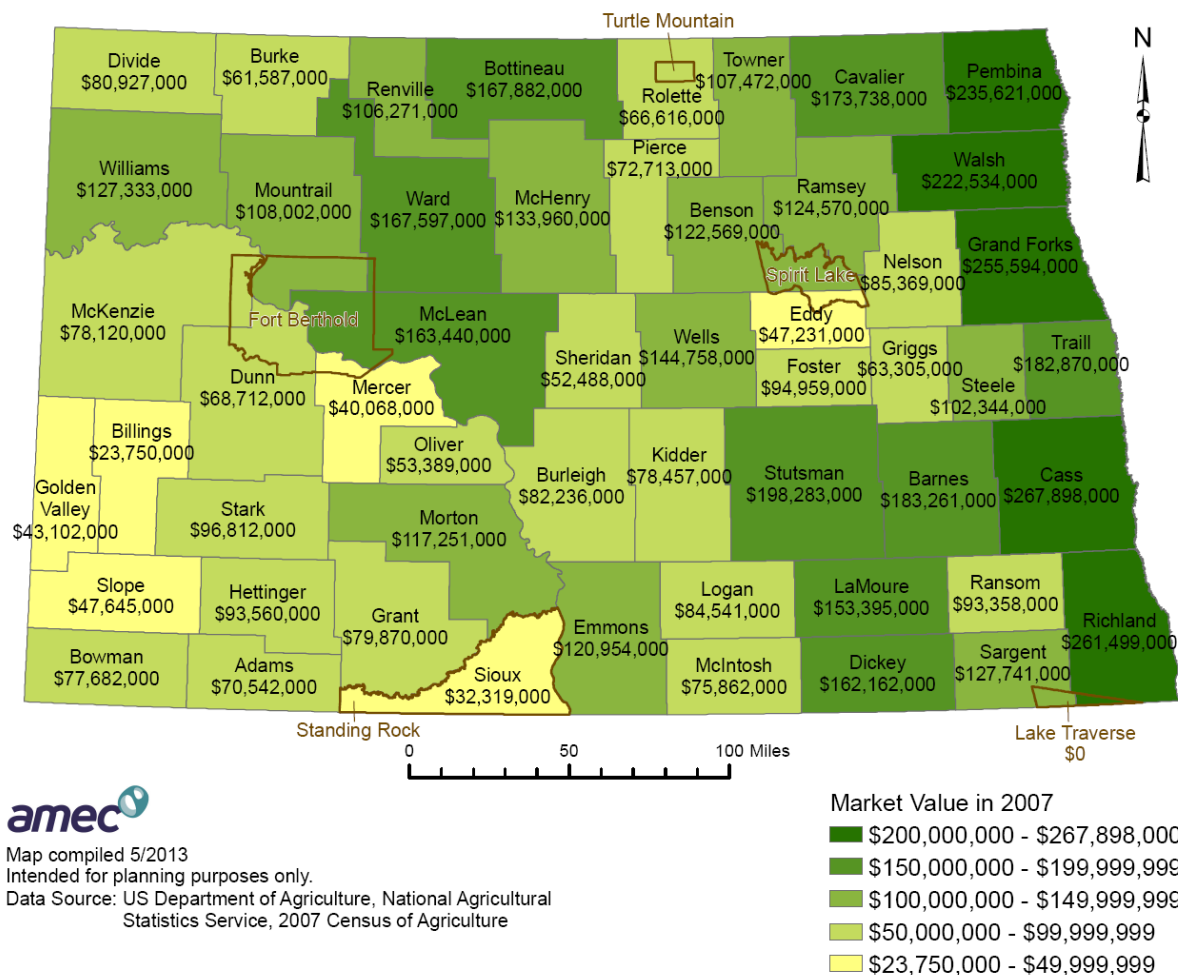 Turtle Mountain
N
Divide
$80,927,000
Burke
$61,587,000
Renville
$106,271,000
Bottineau
$167,882,000
Rolette
$66,616,000
Towner
$107,472,000
Cavalier
$173,738,000
Pembina
$235,621,000
Williams
$127,333,000
Mountrail
$108,002,000
Ward
$167,597,000
McHenry
$133,960,000
Pierce
$72,713,000
Benson
$122,569,000
Ramsey
$124,570,000
Walsh
$222,534,000
Spirit Lake
Nelson
$85,369,000
Grand Forks
$255,594,000
McKenzie
$78,120,000
Fort Berthold
McLean
$163,440,000
Sheridan
$52,488,000
Wells
$144,758,000
Eddy
$47,231,000
Foster
$94,959,000
Griggs
$63,305,000
Steele
$102,344,000
Traill
$182,870,000
Dunn
$68,712,000
Mercer
$40,068,000
Oliver
$53,389,000
Billings
$23,750,000
Golden
Valley
$43,102,000
Stark
$96,812,000
Morton
$117,251,000
Burleigh
$82,236,000
Kidder
$78,457,000
Stutsman
$198,283,000
Barnes
$183,261,000
Cass
$267,898,000
Slope
$47,645,000
Hettinger
$93,560,000
Grant
$79,870,000
Emmons
$120,954,000
Logan
$84,541,000
LaMoure
$153,395,000
Ransom
$93,358,000
Richland
$261,499,000
Bowman
$77,682,000
Adams
$70,542,000
Sioux
$32,319,000
McIntosh
$75,862,000
Dickey
$162,162,000
Sargent
$127,741,000
Standing Rock
Lake Traverse
$0
0 50 100 Miles
amec
Map compiled 5/2013
Intended for planning purposes only.
Data Source: US Department of Agriculture, National Agricultural
Statistics Service, 2007 Census of Agriculture
Market Value in 2007
$200,000,000 - $267,898,000
$150,000,000 - $199,999,999
$100,000,000 - $149,999,999
$50,000,000 - $99,999,999
$23,750,000 - $49,999,999